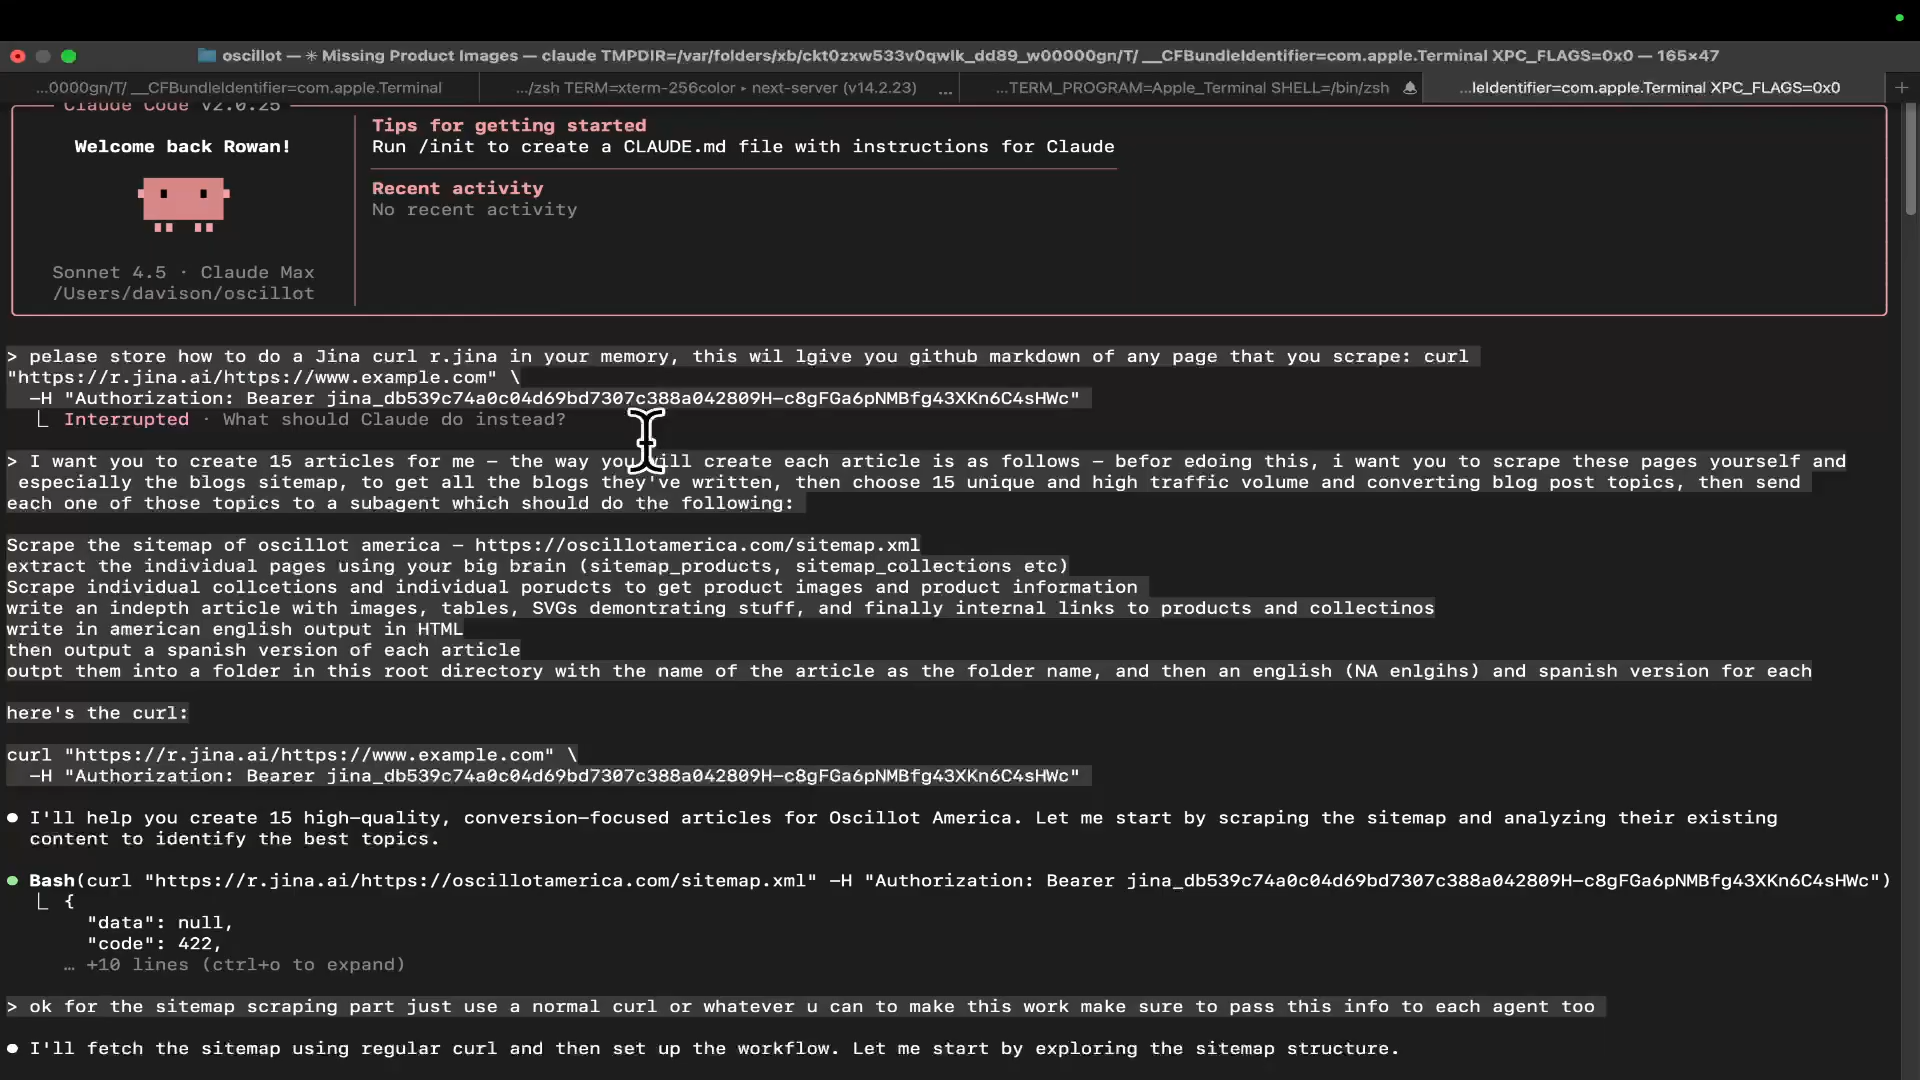 oscillot — ✳ Missing Product Images — claude TMPDIR=/var/folders/xb/ckt0zxw533v0qwlk_dd89_w00000gn/T/ __CFBundleIdentifier=com.apple.Terminal XPC_FLAGS=0x0 — 165×47
...0000gn/T/ __CFBundleIdentifier=com.apple.Terminal
.../zsh TERM=xterm-256color ▸ next-server (v14.2.23) ...
...TERM_PROGRAM=Apple_Terminal SHELL=/bin/zsh
...leIdentifier=com.apple.Terminal XPC_FLAGS=0x0
Claude Code v2.0.25
Welcome back Rowan!
Sonnet 4.5 · Claude Max
/Users/davison/oscillot
Tips for getting started
Run /init to create a CLAUDE.md file with instructions for Claude
Recent activity
No recent activity
> pelase store how to do a Jina curl r.jina in your memory, this wil lgive you github markdown of any page that you scrape: curl
"https://r.jina.ai/https://www.example.com" \
-H "Authorization: Bearer jina_db539c74a0c04d69bd7307c388a042809H-c8gFGa6pNMBfg43XKn6C4sHWc"
Interrupted · What should Claude do instead?
> I want you to create 15 articles for me – the way you will create each article is as follows – befor edoing this, i want you to scrape these pages yourself and
especially the blogs sitemap, to get all the blogs they've written, then choose 15 unique and high traffic volume and converting blog post topics, then send
each one of those topics to a subagent which should do the following:
Scrape the sitemap of oscillot america – https://oscillotamerica.com/sitemap.xml
extract the individual pages using your big brain (sitemap_products, sitemap_collections etc)
Scrape individual collcetions and individual porudcts to get product images and product information
write an indepth article with images, tables, SVGs demontrating stuff, and finally internal links to products and collectinos
write in american english output in HTML
then output a spanish version of each article
outpt them into a folder in this root directory with the name of the article as the folder name, and then an english (NA enlgihs) and spanish version for each
here's the curl:
curl "https://r.jina.ai/https://www.example.com" \
-H "Authorization: Bearer jina_db539c74a0c04d69bd7307c388a042809H-c8gFGa6pNMBfg43XKn6C4sHWc"
● I'll help you create 15 high-quality, conversion-focused articles for Oscillot America. Let me start by scraping the sitemap and analyzing their existing
content to identify the best topics.
● Bash(curl "https://r.jina.ai/https://oscillotamerica.com/sitemap.xml" -H "Authorization: Bearer jina_db539c74a0c04d69bd7307c388a042809H-c8gFGa6pNMBfg43XKn6C4sHWc")
{
"data": null,
"code": 422,
… +10 lines (ctrl+o to expand)
> ok for the sitemap scraping part just use a normal curl or whatever u can to make this work make sure to pass this info to each agent too
● I'll fetch the sitemap using regular curl and then set up the workflow. Let me start by exploring the sitemap structure.